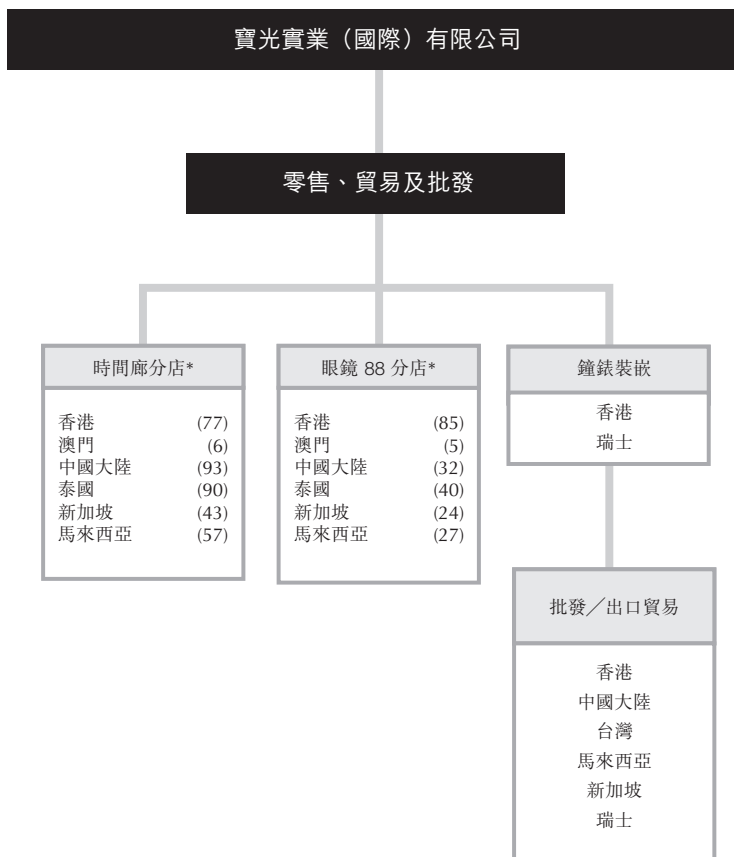 寶光實業（國際）有限公司
零售、貿易及批發
時間廊分店*
香港 (77)
澳門 (6)
中國大陸 (93)
泰國 (90)
新加坡 (43)
馬來西亞 (57)
眼鏡 88 分店*
香港 (85)
澳門 (5)
中國大陸 (32)
泰國 (40)
新加坡 (24)
馬來西亞 (27)
鐘錶裝嵌
香港
瑞士
批發／出口貿易
香港
中國大陸
台灣
馬來西亞
新加坡
瑞士